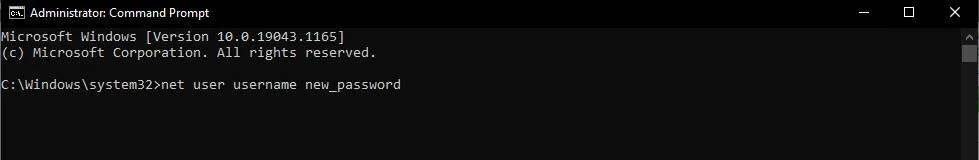 Administrator: Command Prompt
Microsoft Windows [Version 10.0.19043.1165]
(c) Microsoft Corporation. All rights reserved.
C:\Windows\system32>net user username new_password